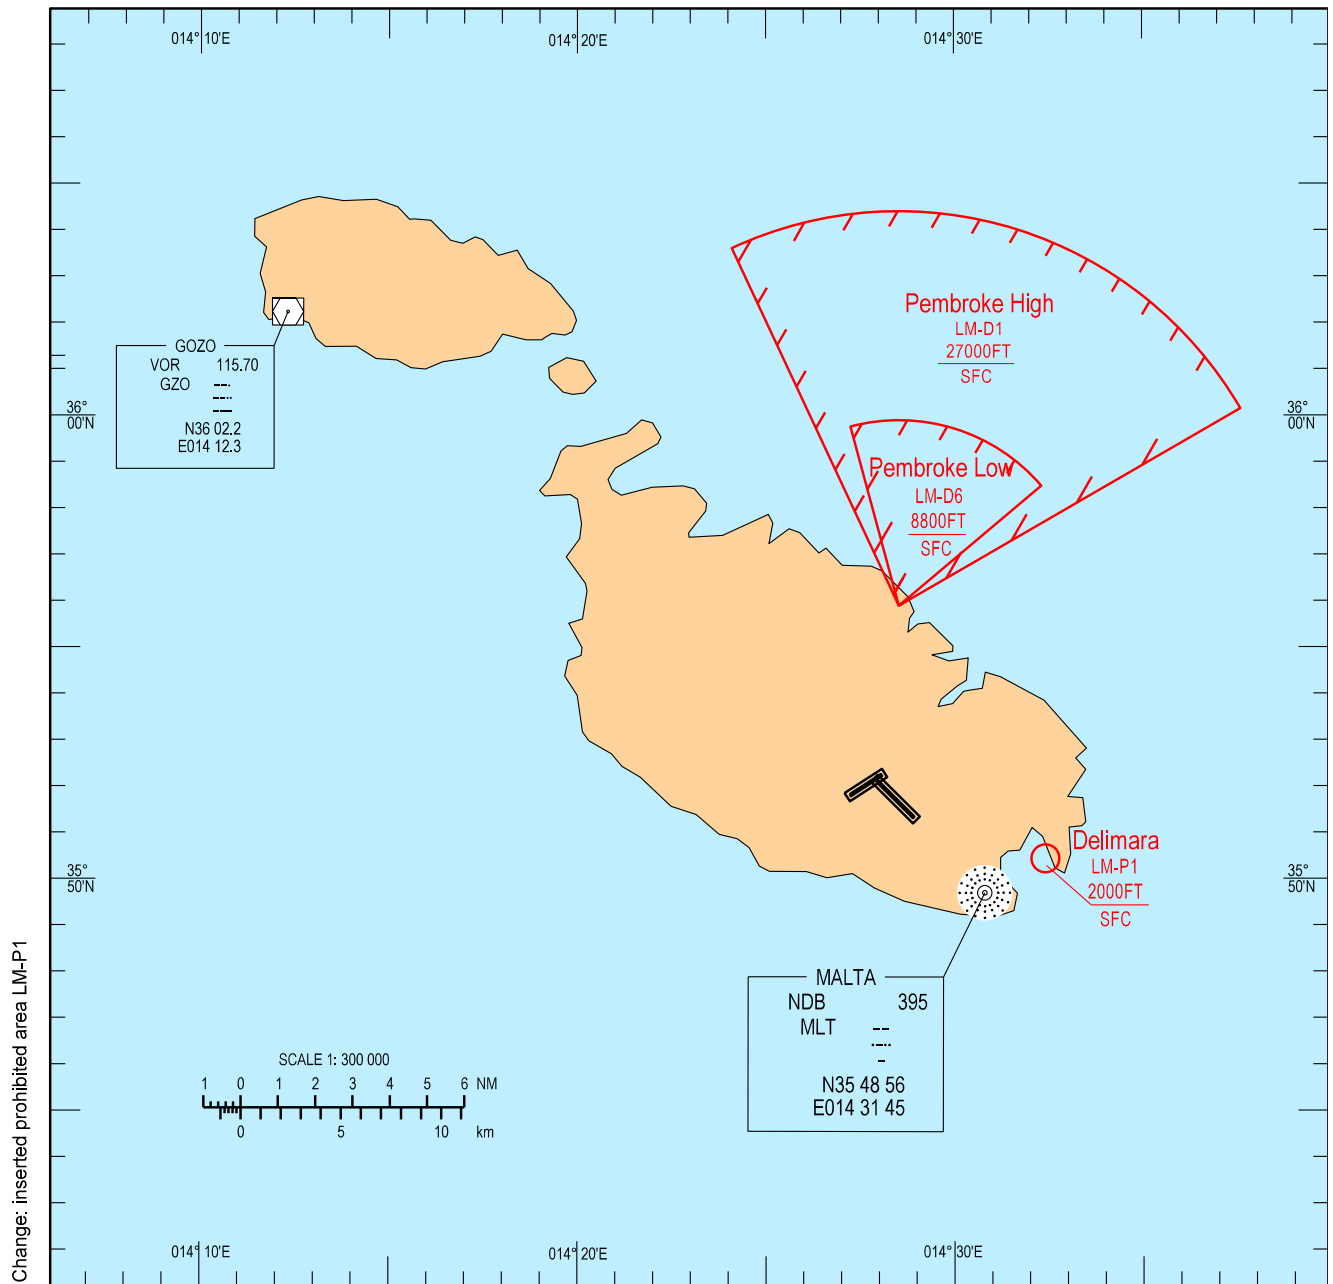 014° 10'E
014° 20'E
014° 30'E
Pembroke High
LM-D1
27000FT
SFC
GOZO
VOR 115.70
GZO
N36 02.2
E014 12.3
36°
00'N
36°
00'N
Pembroke Low
LM-D6
8800FT
SFC
Delimara
LM-P1
2000FT
SFC
35°
50'N
35°
50'N
MALTA
NDB 395
MLT
N35 48 56
E014 31 45
SCALE 1: 300 000
1 0 1 2 3 4 5 6 NM
0 5 10 km
014° 10'E
014° 20'E
014° 30'E
Change: inserted prohibited area LM-P1